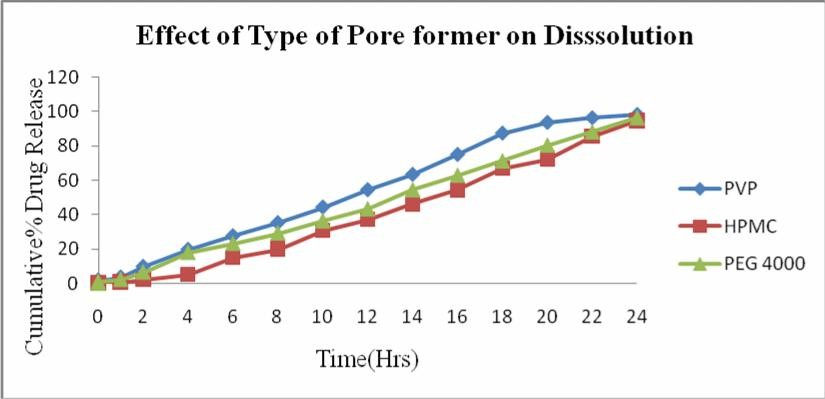 Effect of Type of Pore former on Disssolution
Cumulative% Drug Release
120
100
80
60
40
20
0
0 2 4 6 8 10 12 14 16 18 20 22 24
Time(Hrs)
PVP
HPMC
PEG 4000